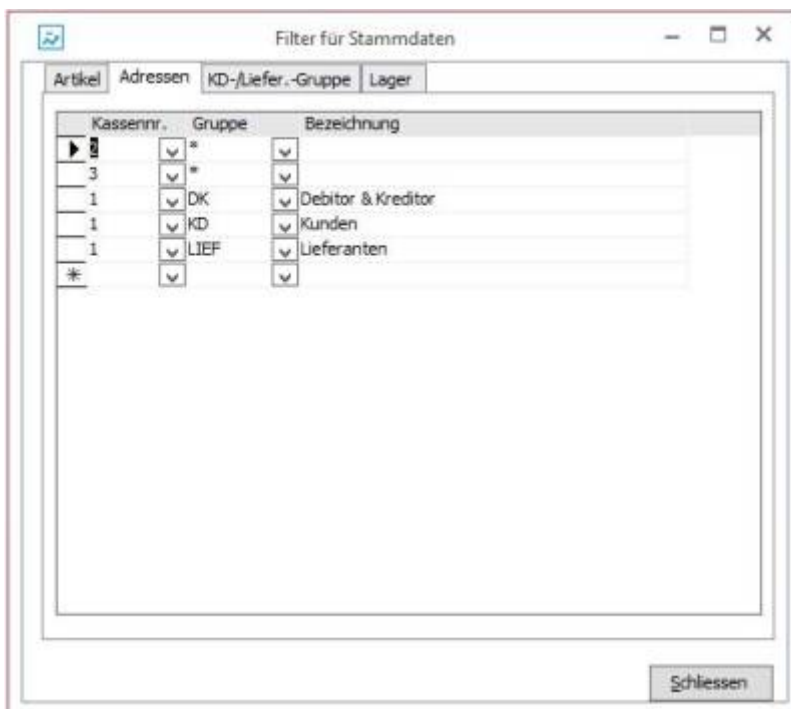 Filter für Stammdaten
Artikel Adressen KD-/Liefer.-Gruppe Lager
Kassennr. Gruppe Bezeichnung
2 *
3 *
1 DK Debitor & Kreditor
1 KD Kunden
1 LIEF Lieferanten
*
Schliessen